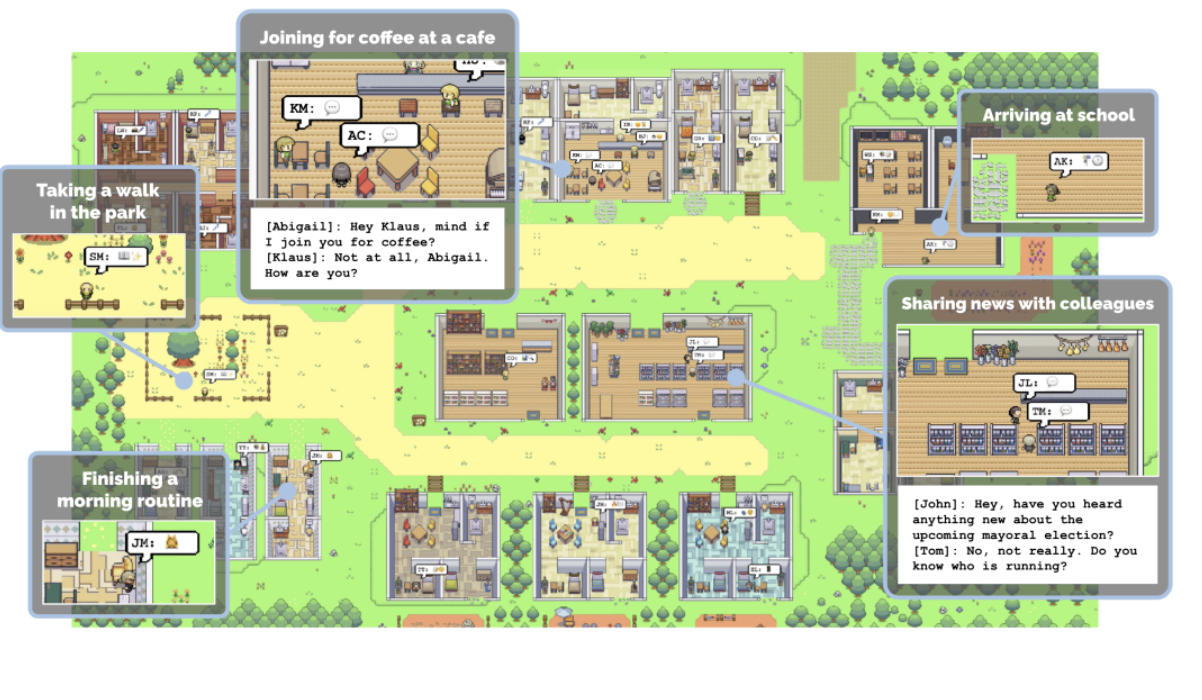 Joining for coffee at a cafe
KM:
AC:
[Abigail]: Hey Klaus, mind if
I join you for coffee?
[Klaus]: Not at all, Abigail.
How are you?
Taking a walk
in the park
SM:
Arriving at school
AK:
Sharing news with colleagues
JL:
TM:
[John]: Hey, have you heard
anything new about the
upcoming mayoral election?
[Tom]: No, not really. Do you
know who is running?
Finishing a
morning routine
JM: